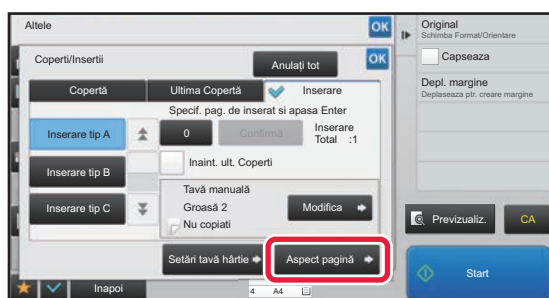 Altele
OK
Coperti/Insertii
Anulați tot
OK
Copertă
Ultima Copertă
Inserare
Specif. pag. de inserat si apasa Enter
Inserare tip A
0
Confirmă
Inserare
Total :1
Inaint. ult. Coperti
Inserare tip B
Tavă manuală
Groasă 2
Nu copiati
Modifica
Inserare tip C
Setări tavă hârtie
Aspect pagină
Inapoi
4 A4
Original
Schimba Format/Orientare
Capseaza
Depl. margine
Deplaseaza ptr. creare margine
Previzualiz.
CA
Start